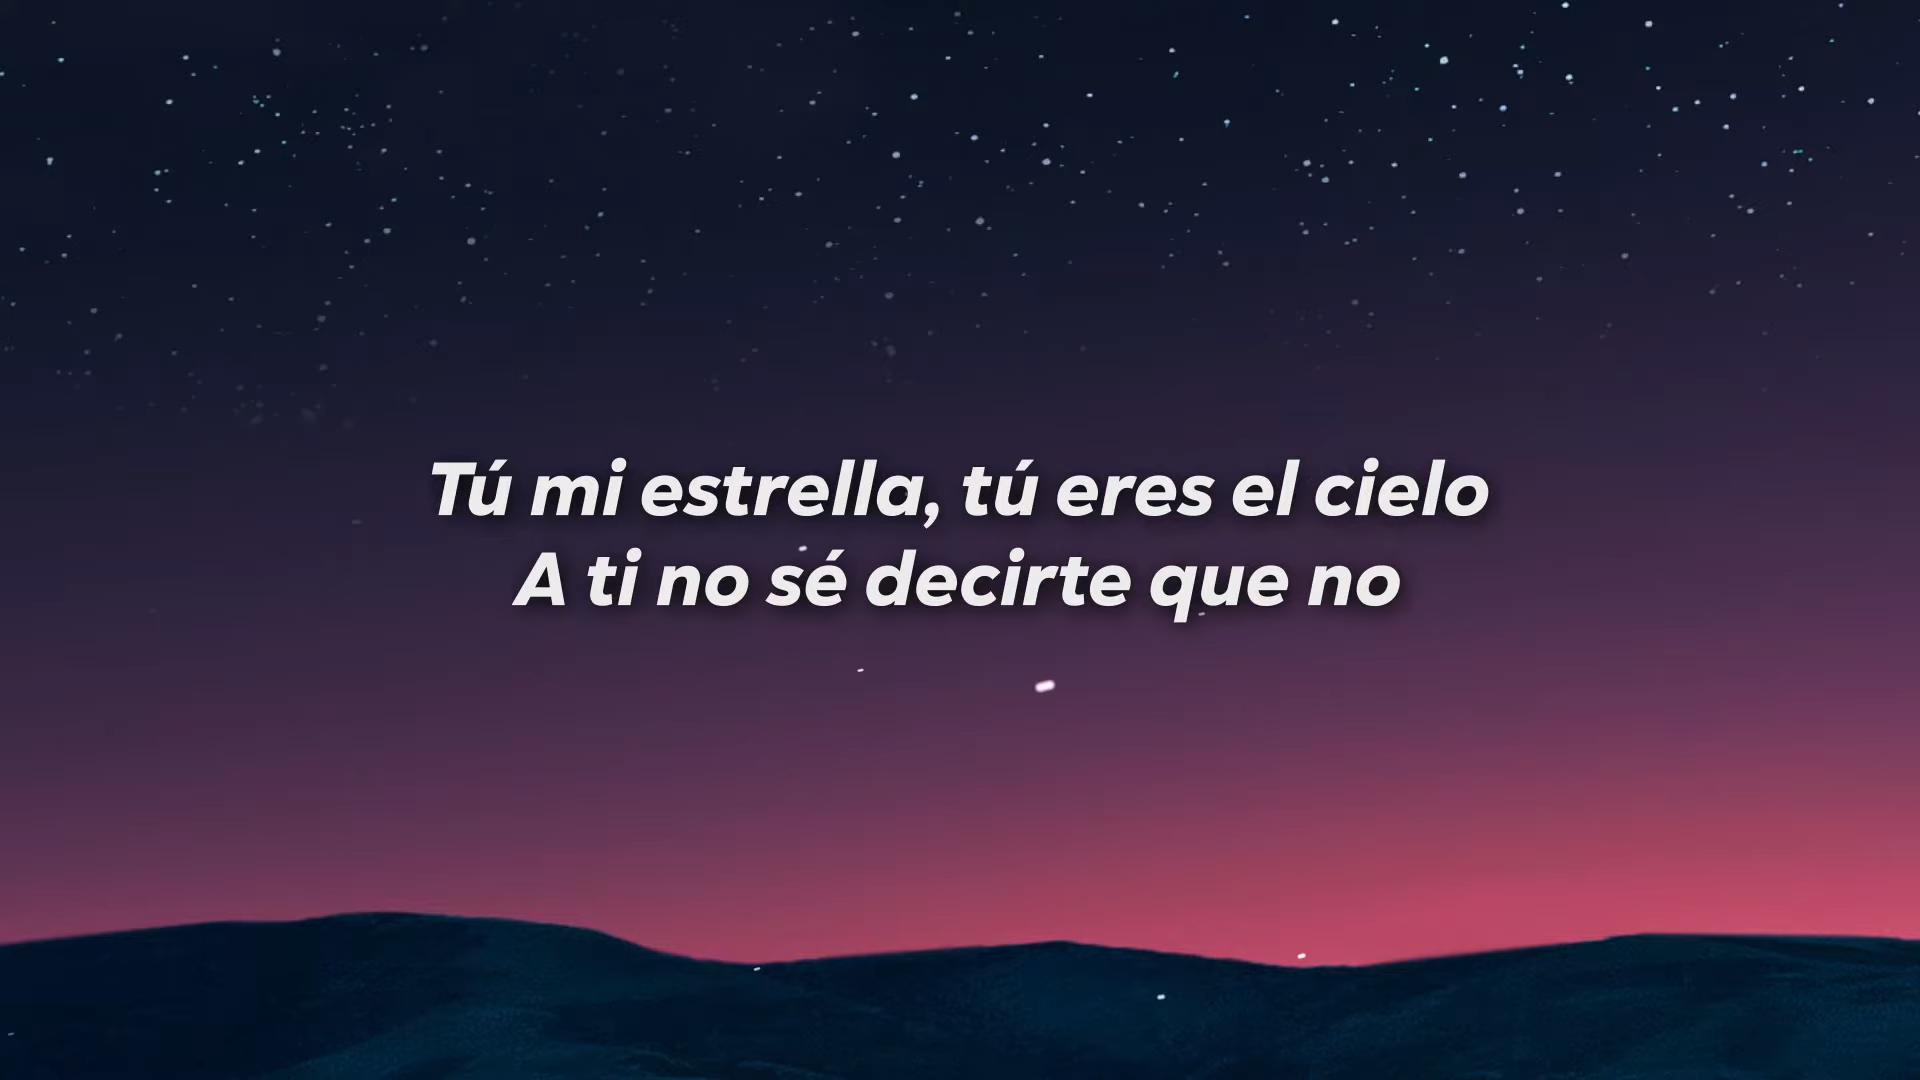 Tú mi estrella, tú eres el cielo
A ti no sé decirte que no